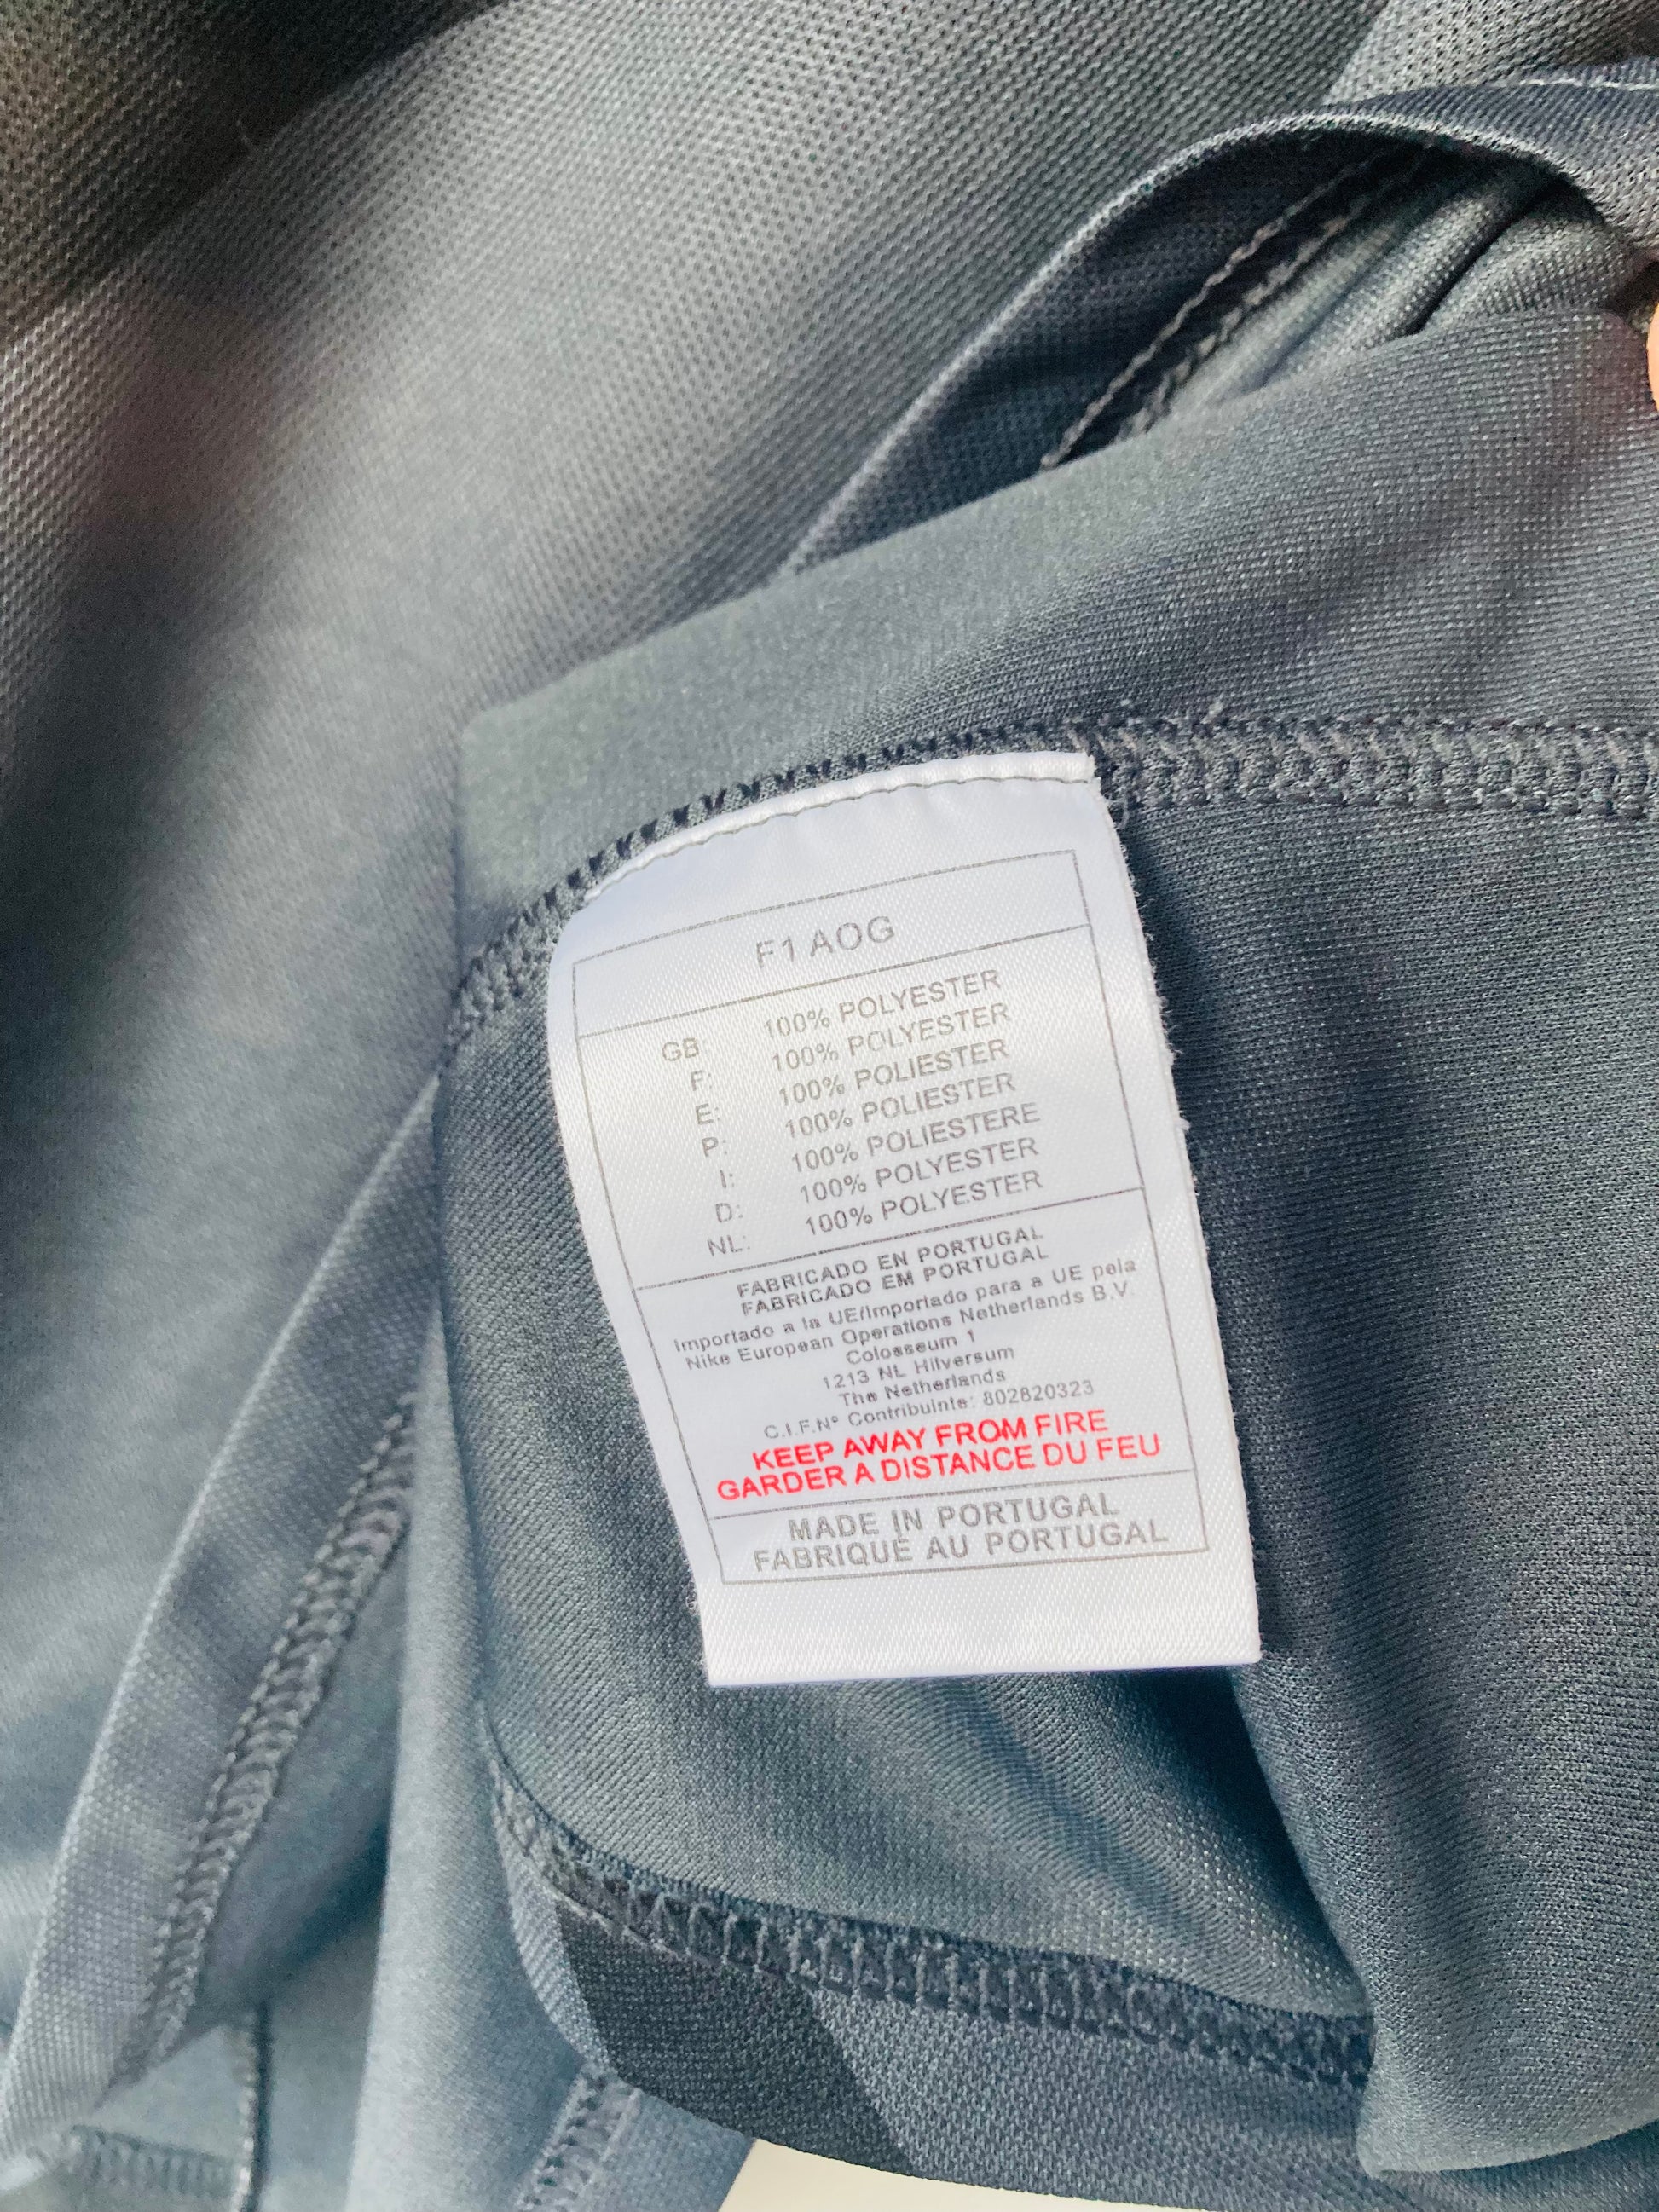 F1 AOG
GB: 100% POLYESTER
F: 100% POLYESTER
E: 100% POLIESTER
P: 100% POLIESTER
I: 100% POLIESTERE
D: 100% POLYESTER
NL: 100% POLYESTER
FABRICADO EN PORTUGAL
FABRICADO EM PORTUGAL
Importado a la UE/Importado para a UE pela
Nike European Operations Netherlands B.V.
Colosseum 1
1213 NL Hilversum
The Netherlands
C.I.F.Nº Contribuinte: 802820323
KEEP AWAY FROM FIRE
GARDER A DISTANCE DU FEU
MADE IN PORTUGAL
FABRIQUÉ AU PORTUGAL